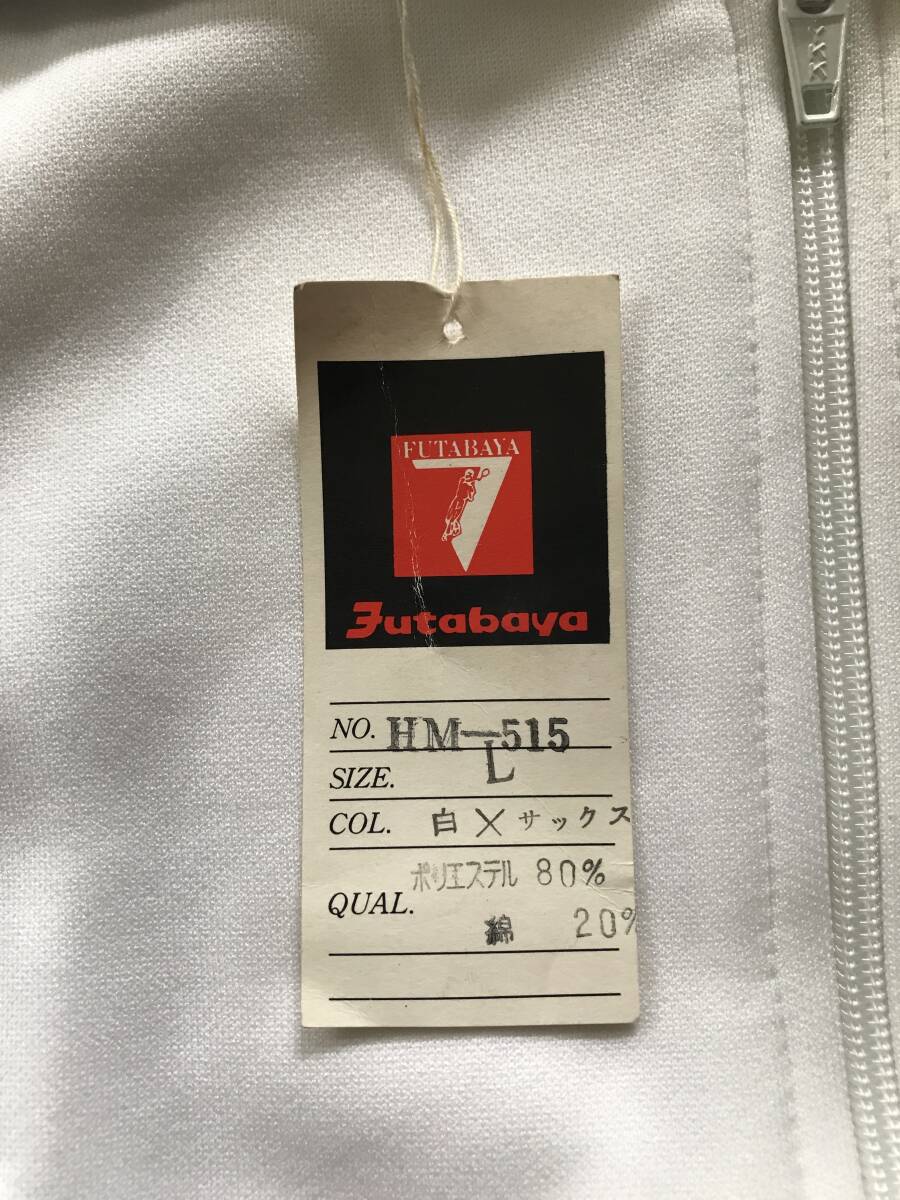 FUTABAYA
Futabaya
NO. HM-515
SIZE. L
COL. 白×サックス
QUAL. ポリエステル 80%
綿 20%